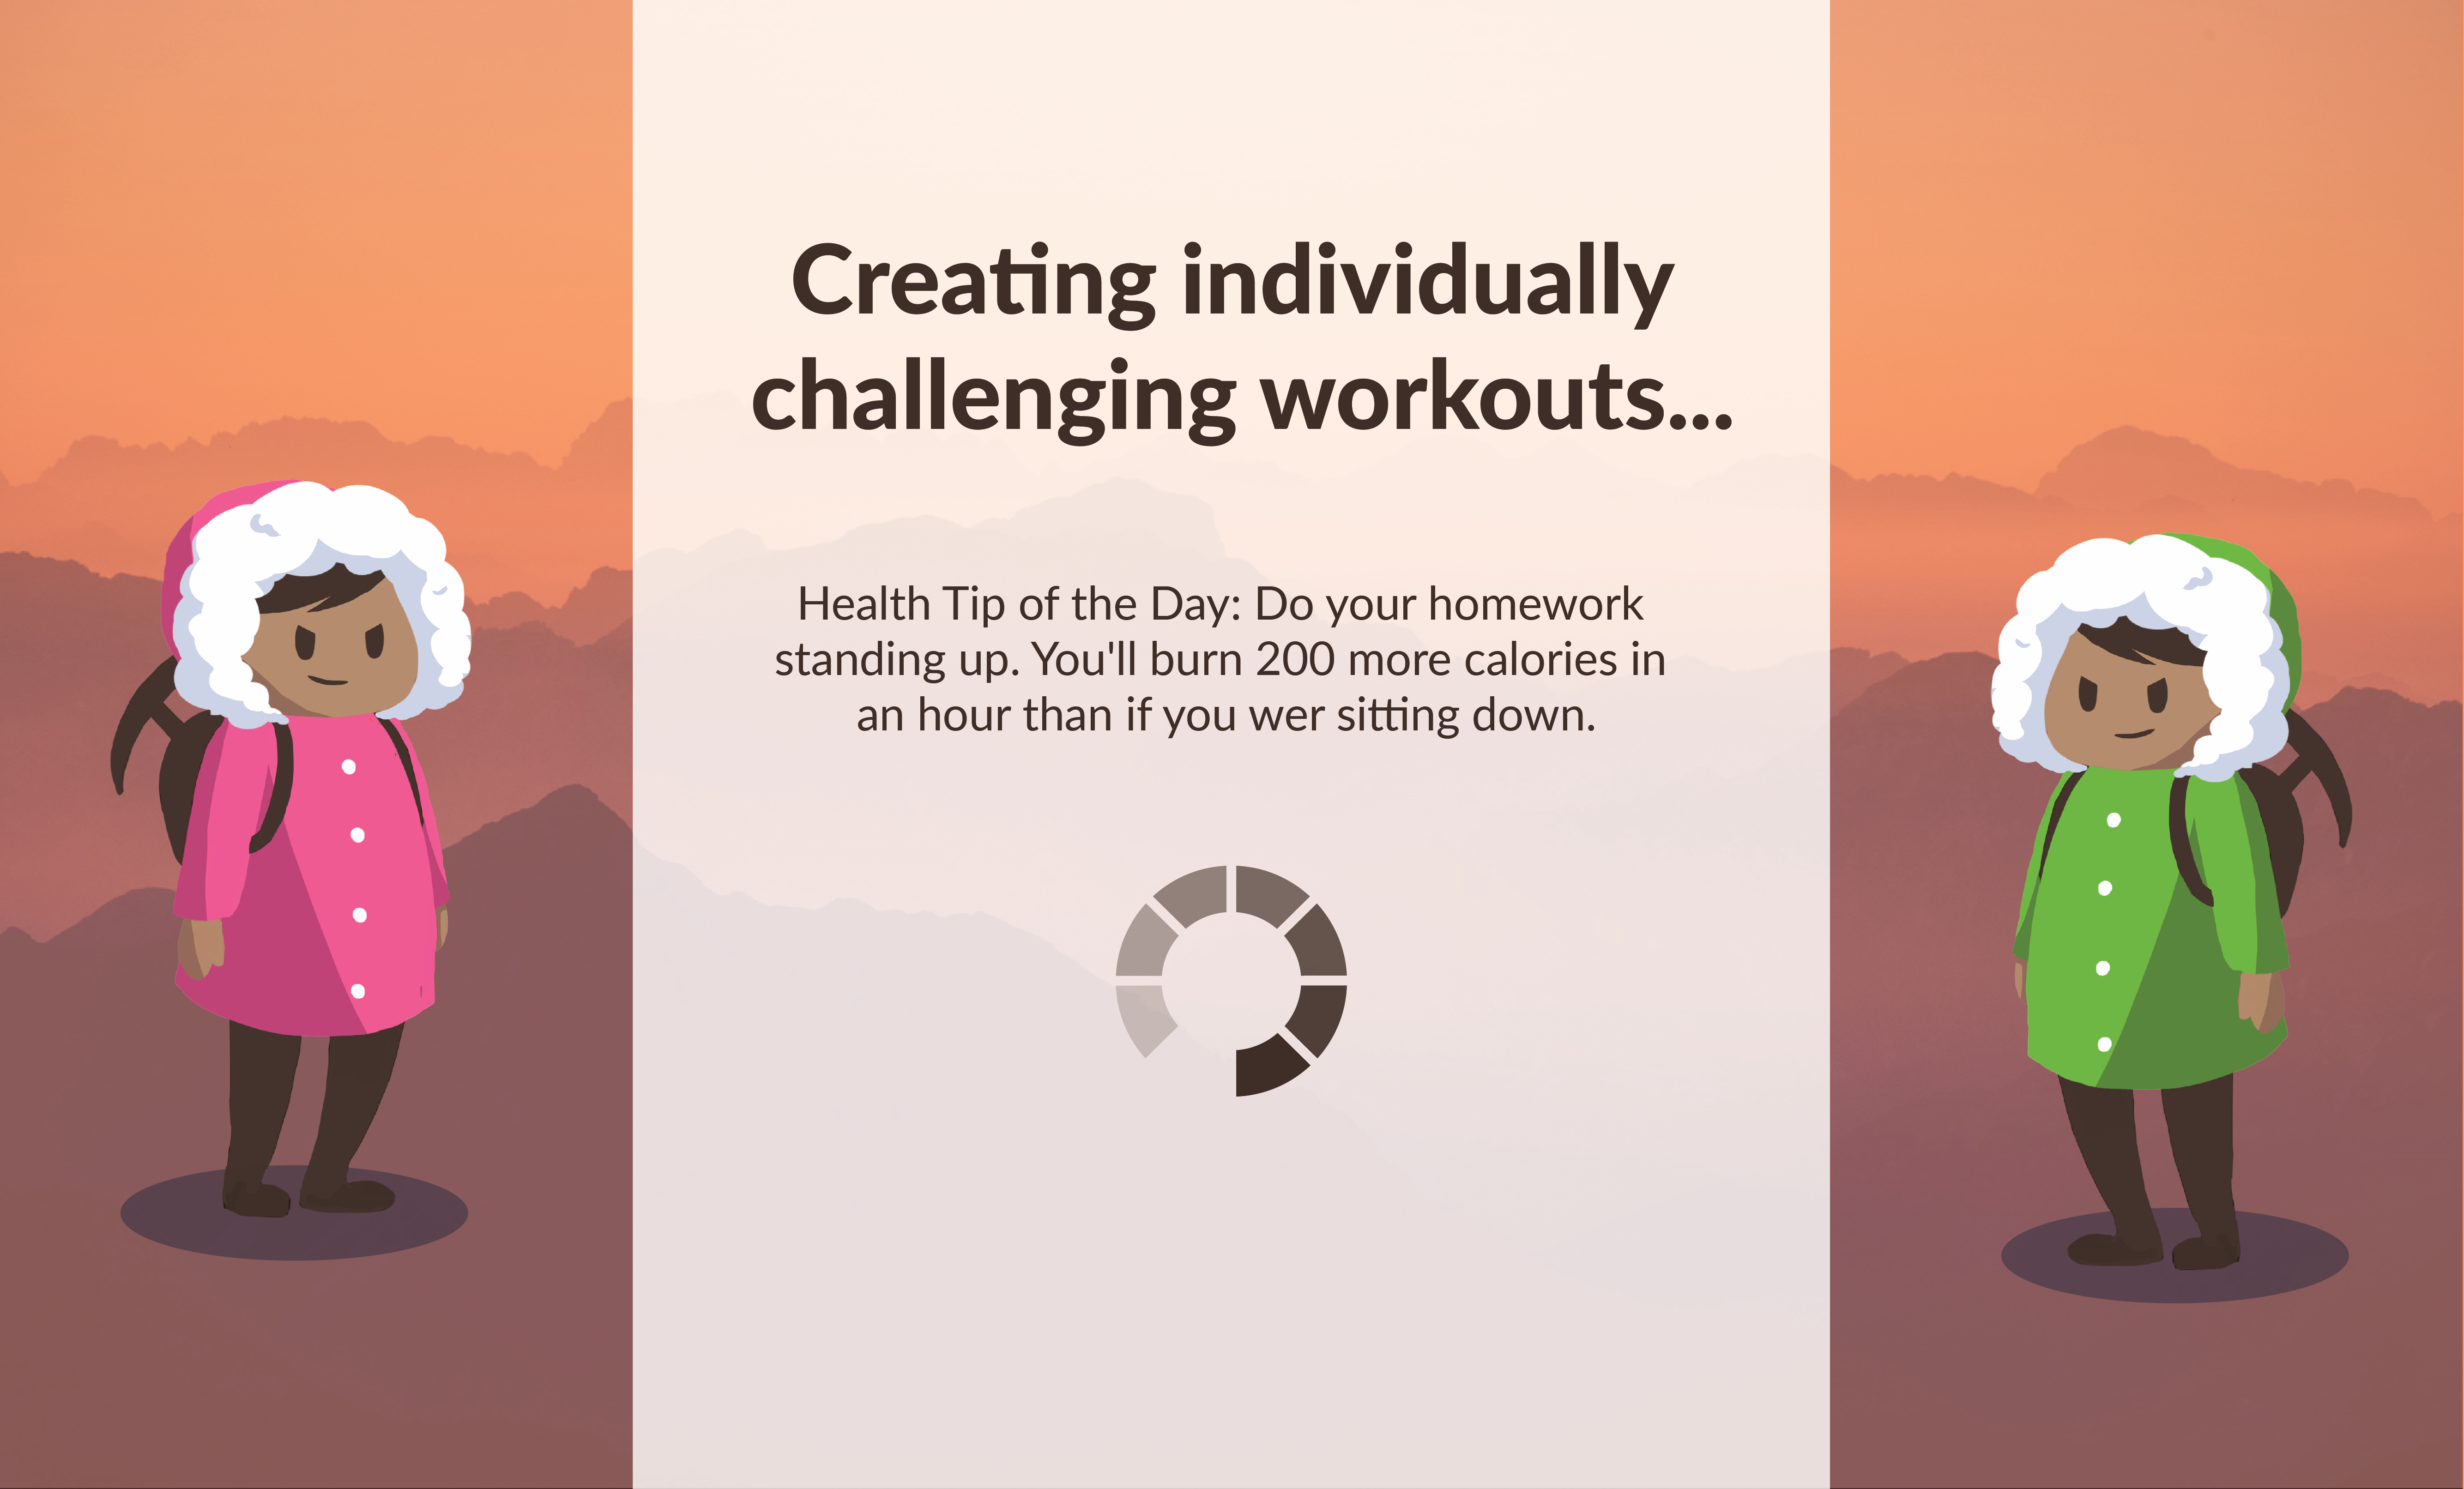 Creating individually
challenging workouts...
Health Tip of the Day: Do your homework
standing up. You'll burn 200 more calories in
an hour than if you wer sitting down.